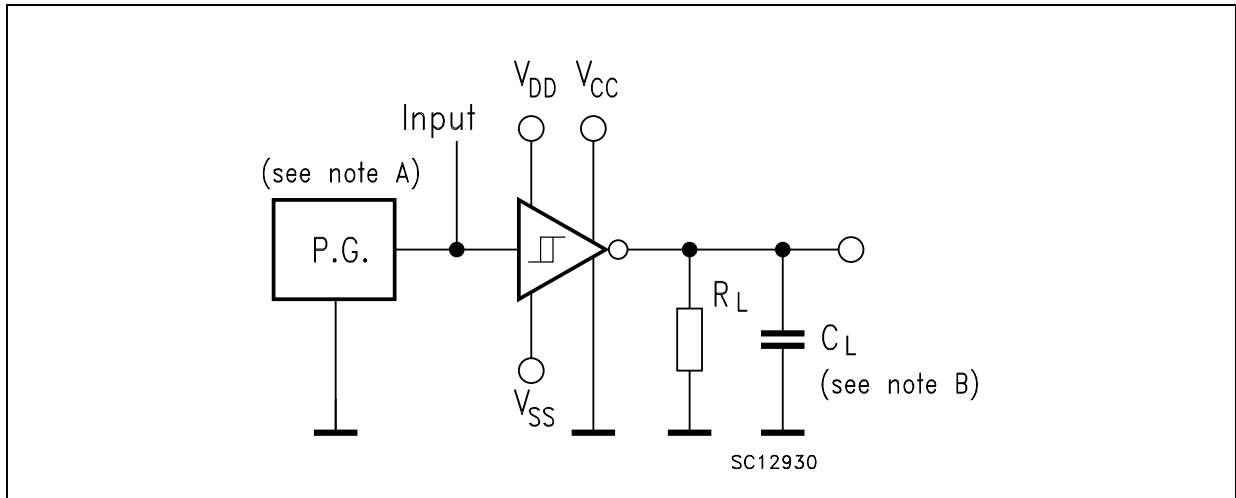 V_DD V_CC
Input
(see note A)
P.G.
R_L
C_L
(see note B)
V_SS
SC12930